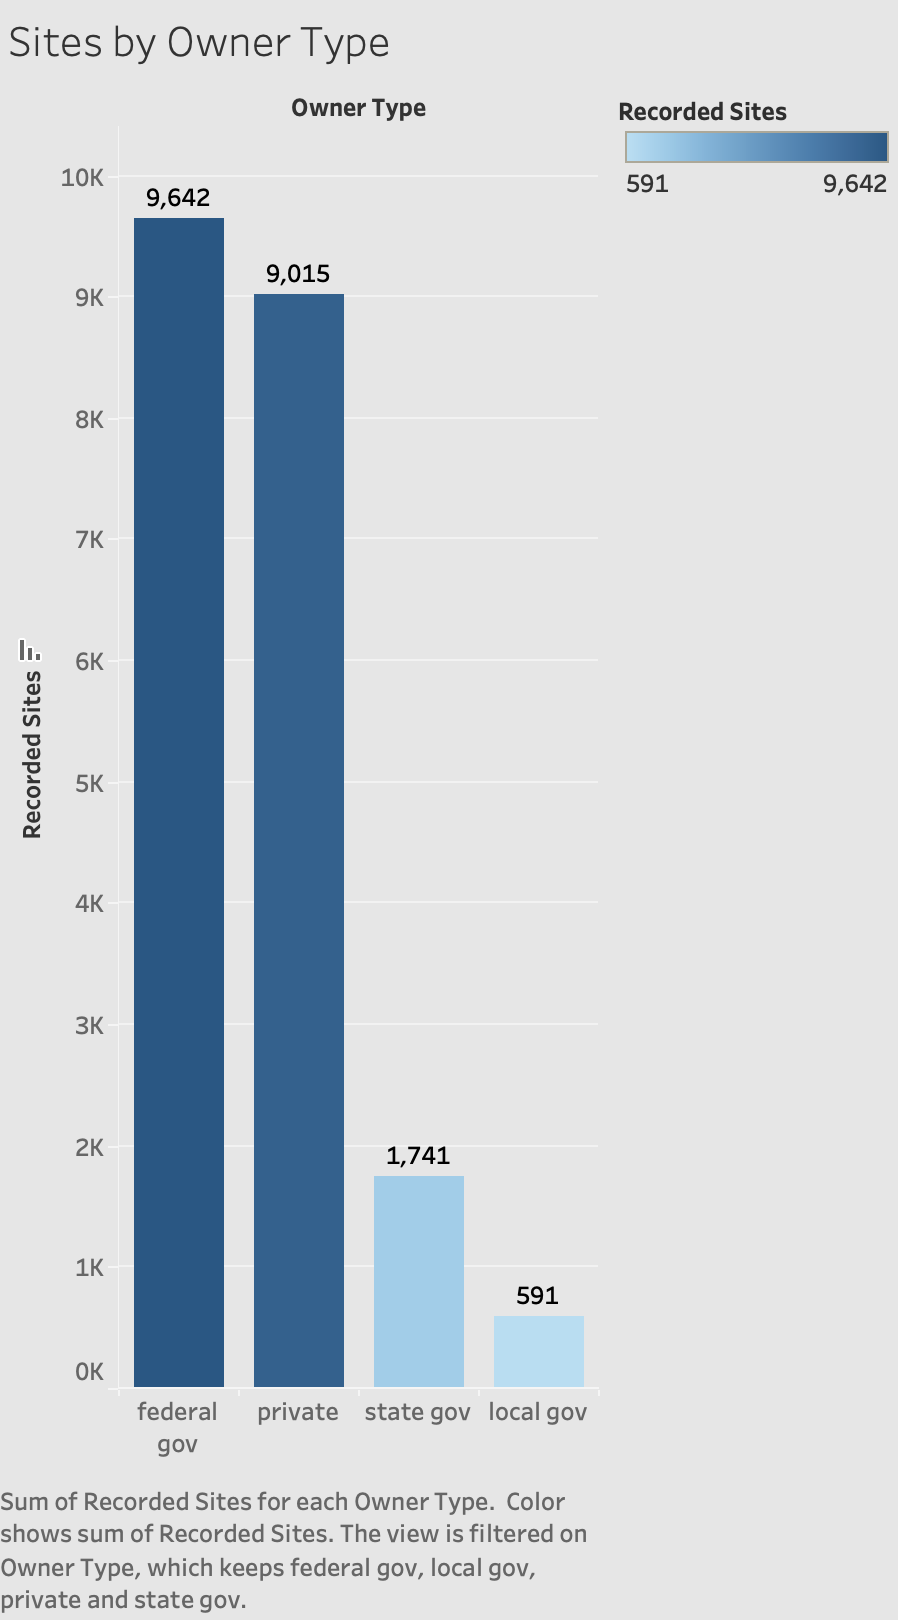 Sites by Owner Type
Owner Type
Recorded Sites
591 9,642
Recorded Sites
10K
9K
8K
7K
6K
5K
4K
3K
2K
1K
0K
9,642
9,015
1,741
591
federal
gov
private
state gov
local gov
Sum of Recorded Sites for each Owner Type.  Color
shows sum of Recorded Sites. The view is filtered on
Owner Type, which keeps federal gov, local gov,
private and state gov.